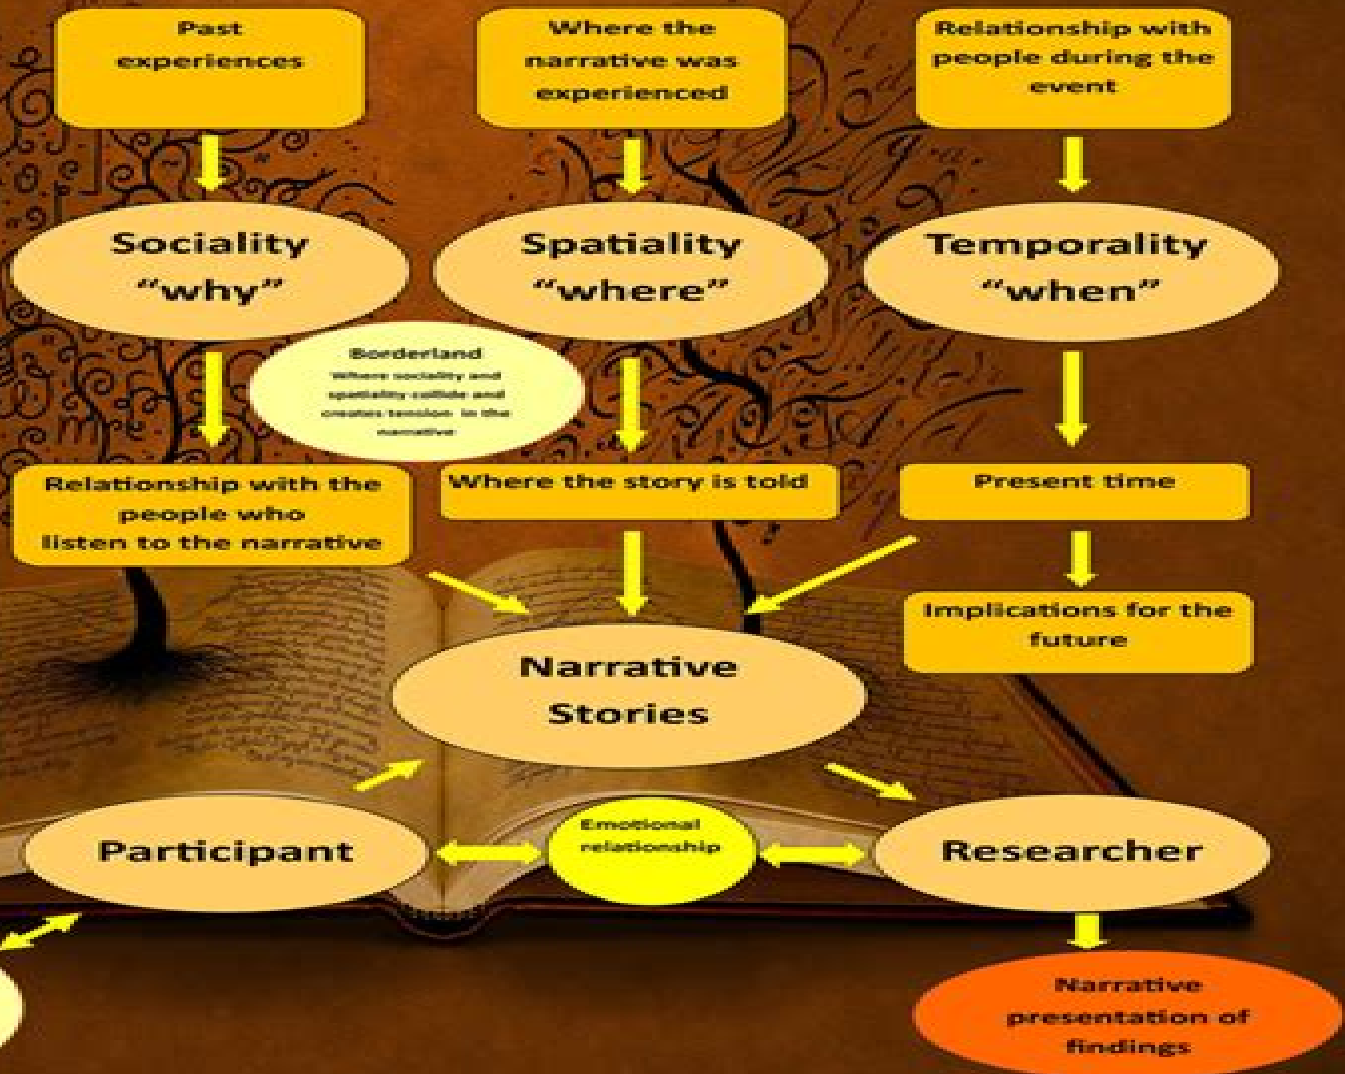 Past
experiences
Where the
narrative was
experienced
Relationship with
people during the
event
Sociality
“why”
Spatiality
“where”
Temporality
“when”
Borderland
Where sociality and
spatiality collide and
creates tension in the
narrative
Relationship with the
people who
listen to the narrative
Where the story is told
Present time
Implications for the
future
Narrative
Stories
Participant
Emotional
relationship
Researcher
Narrative
presentation of
findings